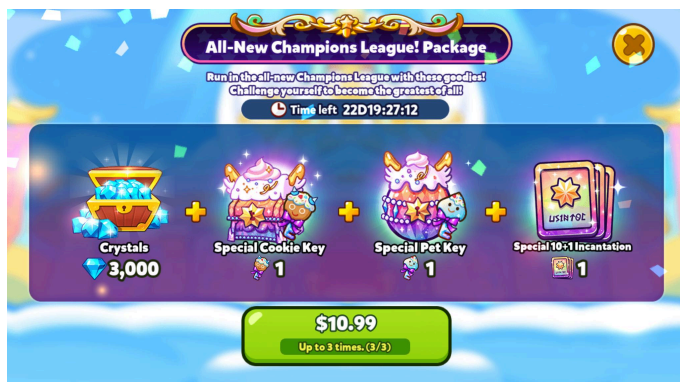 All-New Champions League! Package
Run in the all-new Champions League with these goodies!
Challenge yourself to become the greatest of all!
Time left 22D19:27:12
Crystals
3,000
Special Cookie Key
1
Special Pet Key
1
Special 10+1 Incantation
1
$10.99
Up to 3 times. (3/3)